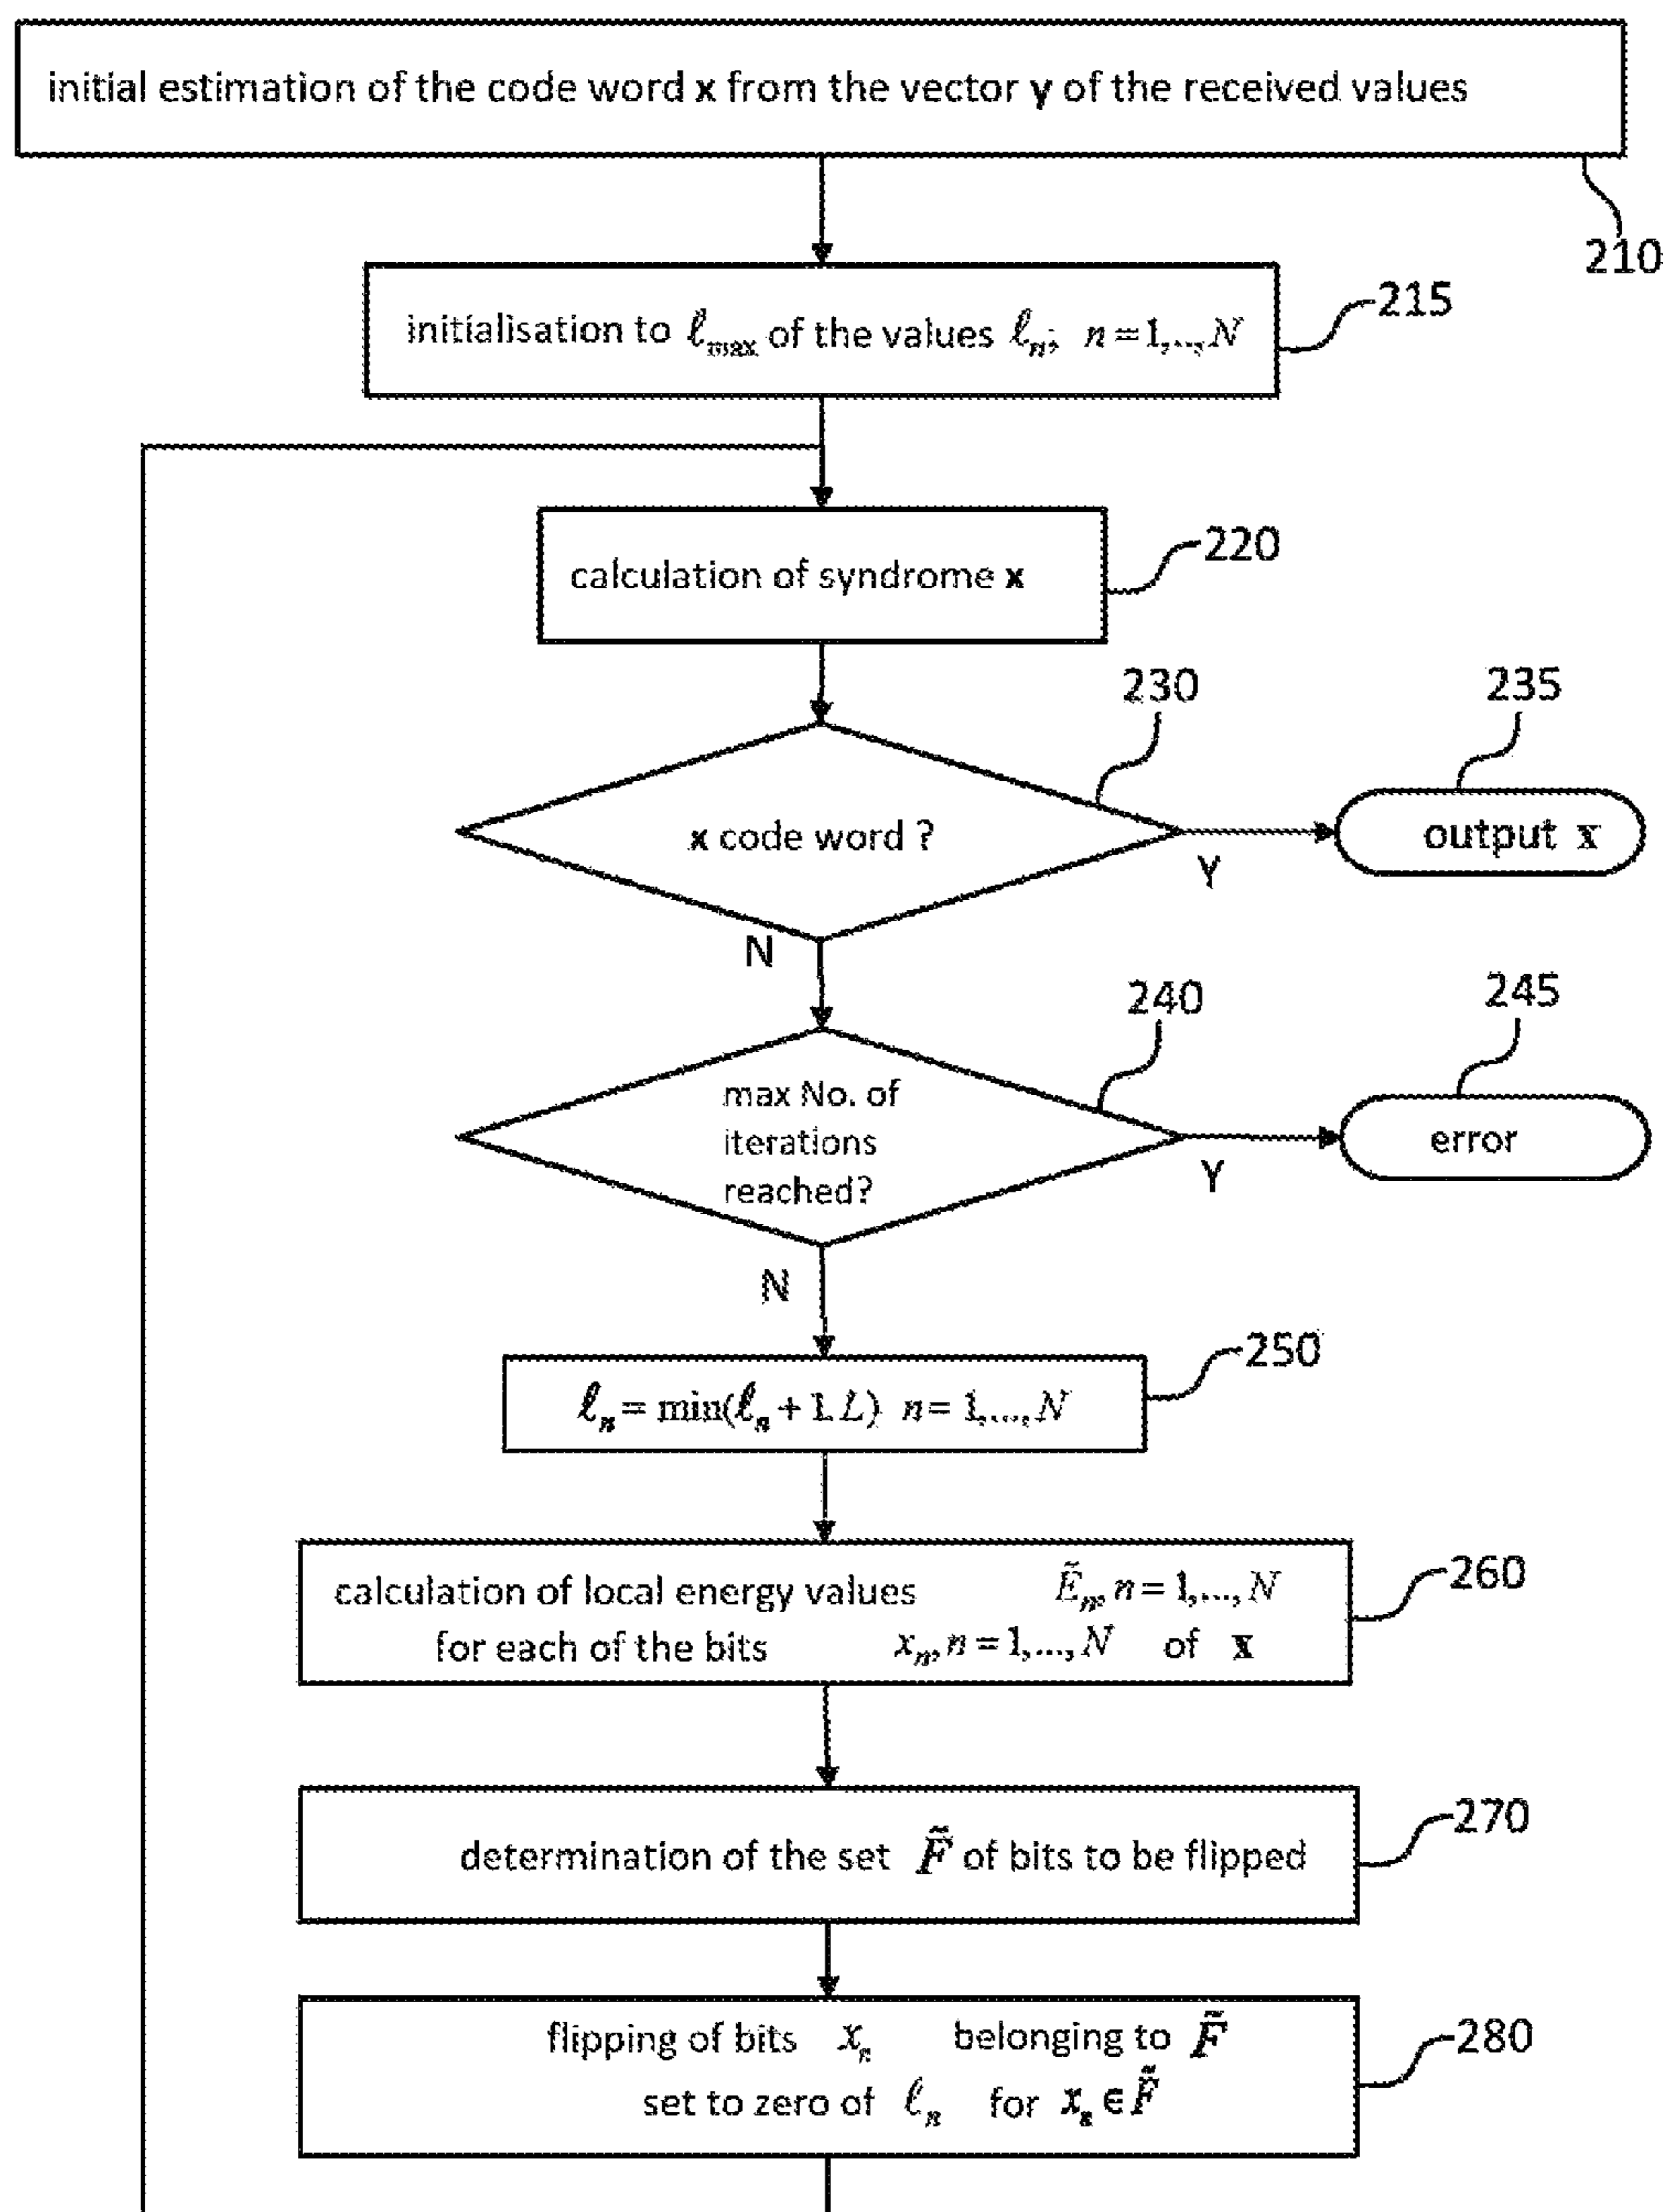 initial estimation of the code word x from the vector y of the received values
210
initialisation to ℓmax of the values ℓn; n = 1,..,N
215
calculation of syndrome x
220
230
235
x code word ?
Y
output x
N
240
245
max No. of
iterations
reached?
Y
error
N
250
ℓn = min(ℓn + 1, L) n = 1,...,N
calculation of local energy values Ẽn, n = 1,..., N
for each of the bits xn, n = 1,..., N of x
260
determination of the set F̃ of bits to be flipped
270
flipping of bits xn belonging to F̃
set to zero of ℓn for xn ∈ F̃
280